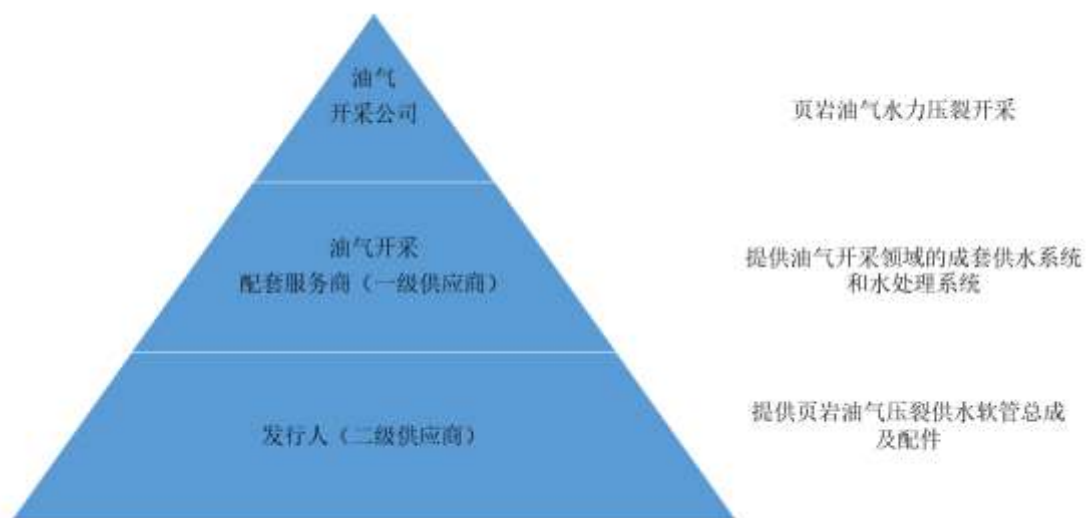 油气
开采公司
页岩油气水力压裂开采
油气开采
配套服务商（一级供应商）
提供油气开采领域的成套供水系统
和水处理系统
发行人（二级供应商）
提供页岩油气压裂供水软管总成
及配件